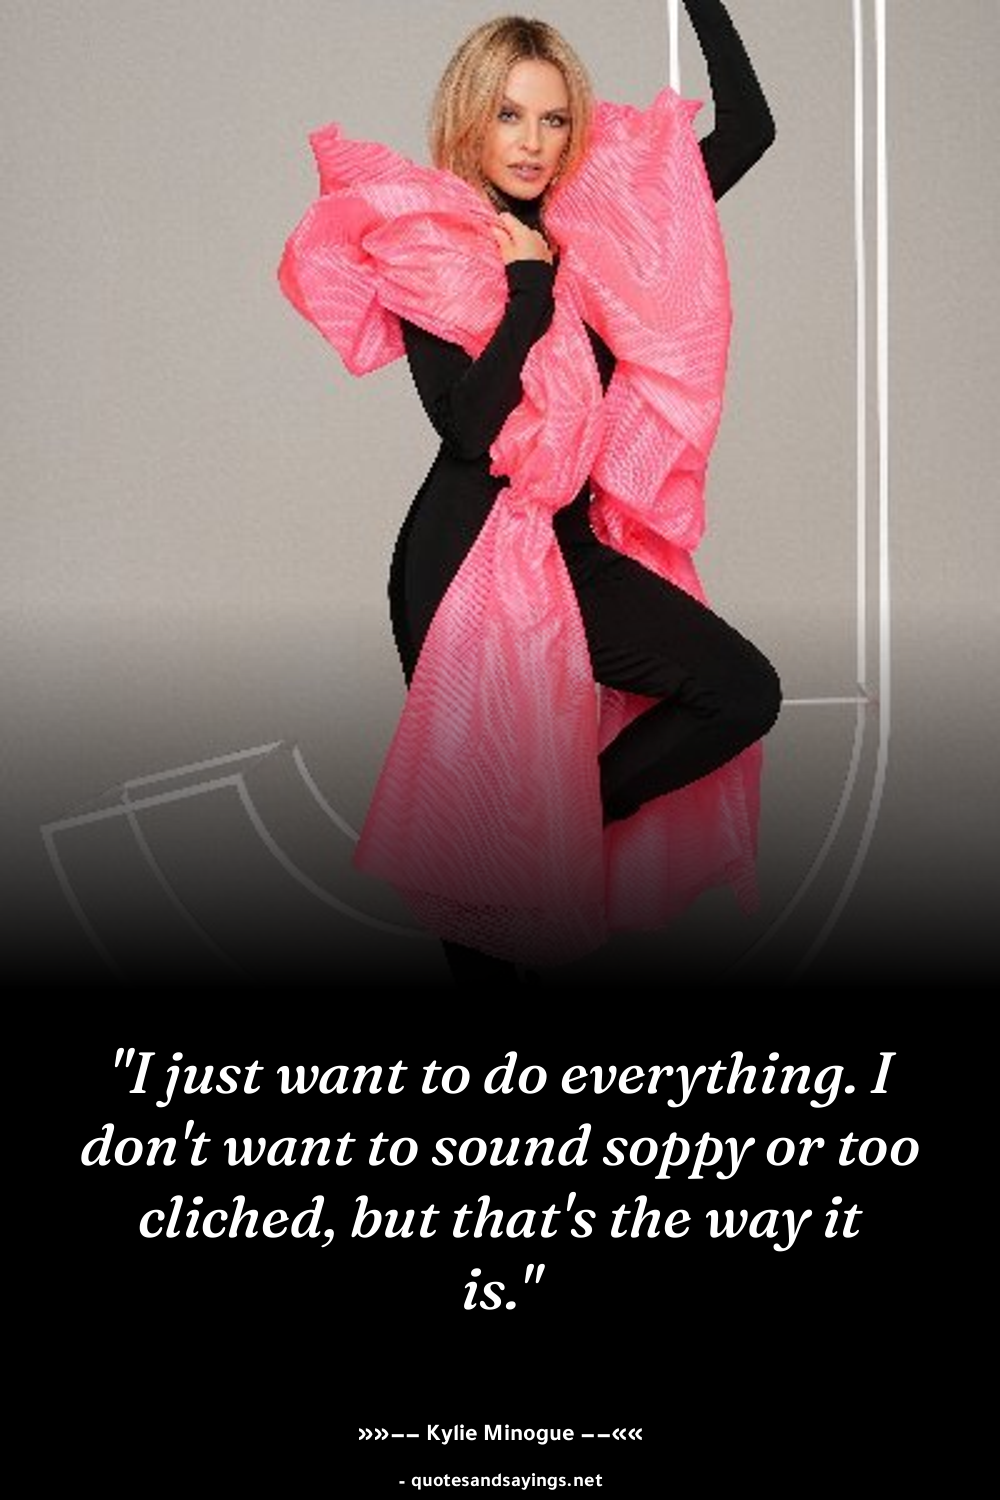 "I just want to do everything. I
don't want to sound soppy or too
cliched, but that's the way it
is."
»»–– Kylie Minogue ––««
- quotesandsayings.net